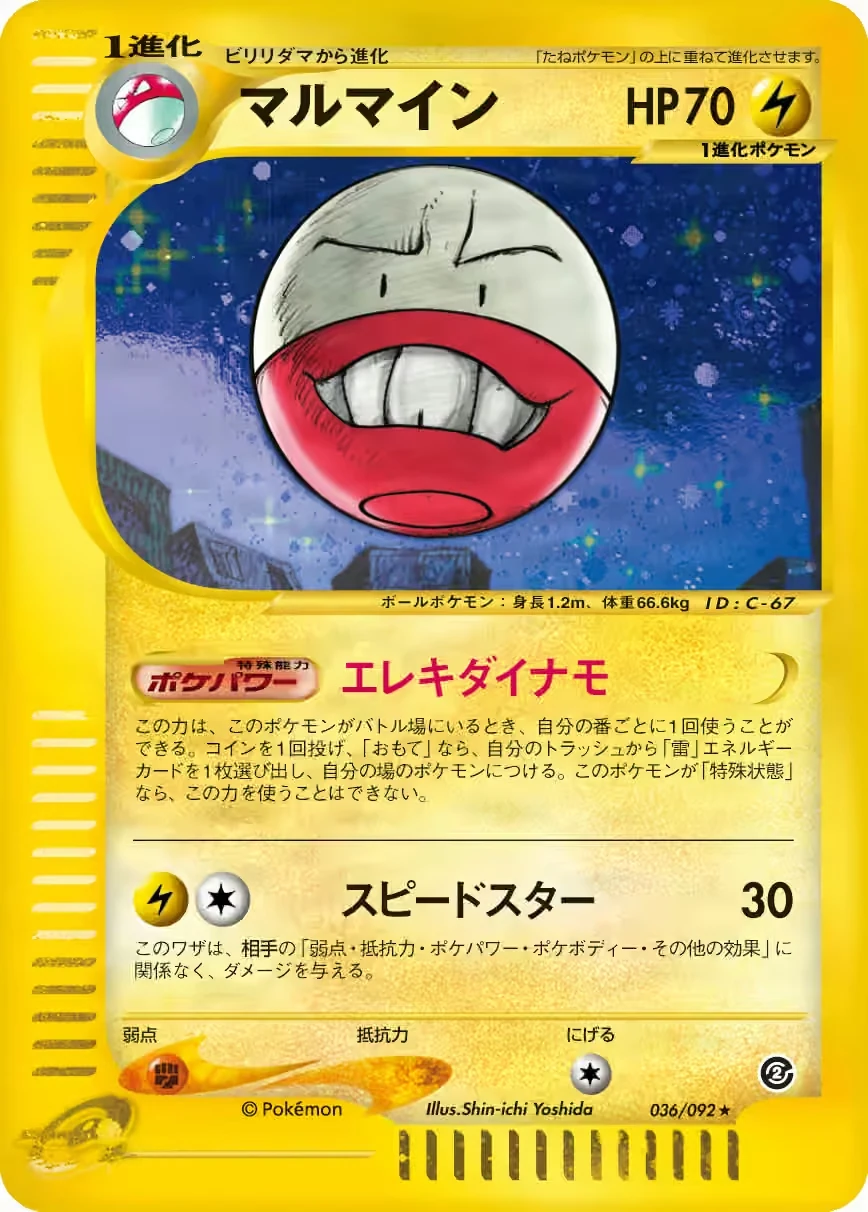 1進化
ビリリダマから進化
「たねポケモン」の上に重ねて進化させます。
マルマイン
HP70
1進化ポケモン
ボールポケモン：身長1.2m、体重66.6kg ID:C-67
特殊能力
ポケパワー
エレキダイナモ
この力は、このポケモンがバトル場にいるとき、自分の番ごとに1回使うことが
できる。コインを1回投げ、「おもて」なら、自分のトラッシュから「雷」エネルギー
カードを1枚選び出し、自分の場のポケモンにつける。このポケモンが「特殊状態」
なら、この力を使うことはできない。
スピードスター 30
このワザは、相手の「弱点・抵抗力・ポケパワー・ポケボディー・その他の効果」に
関係なく、ダメージを与える。
弱点 抵抗力 にげる
2
©Pokémon Illus.Shin-ichi Yoshida 036/092★